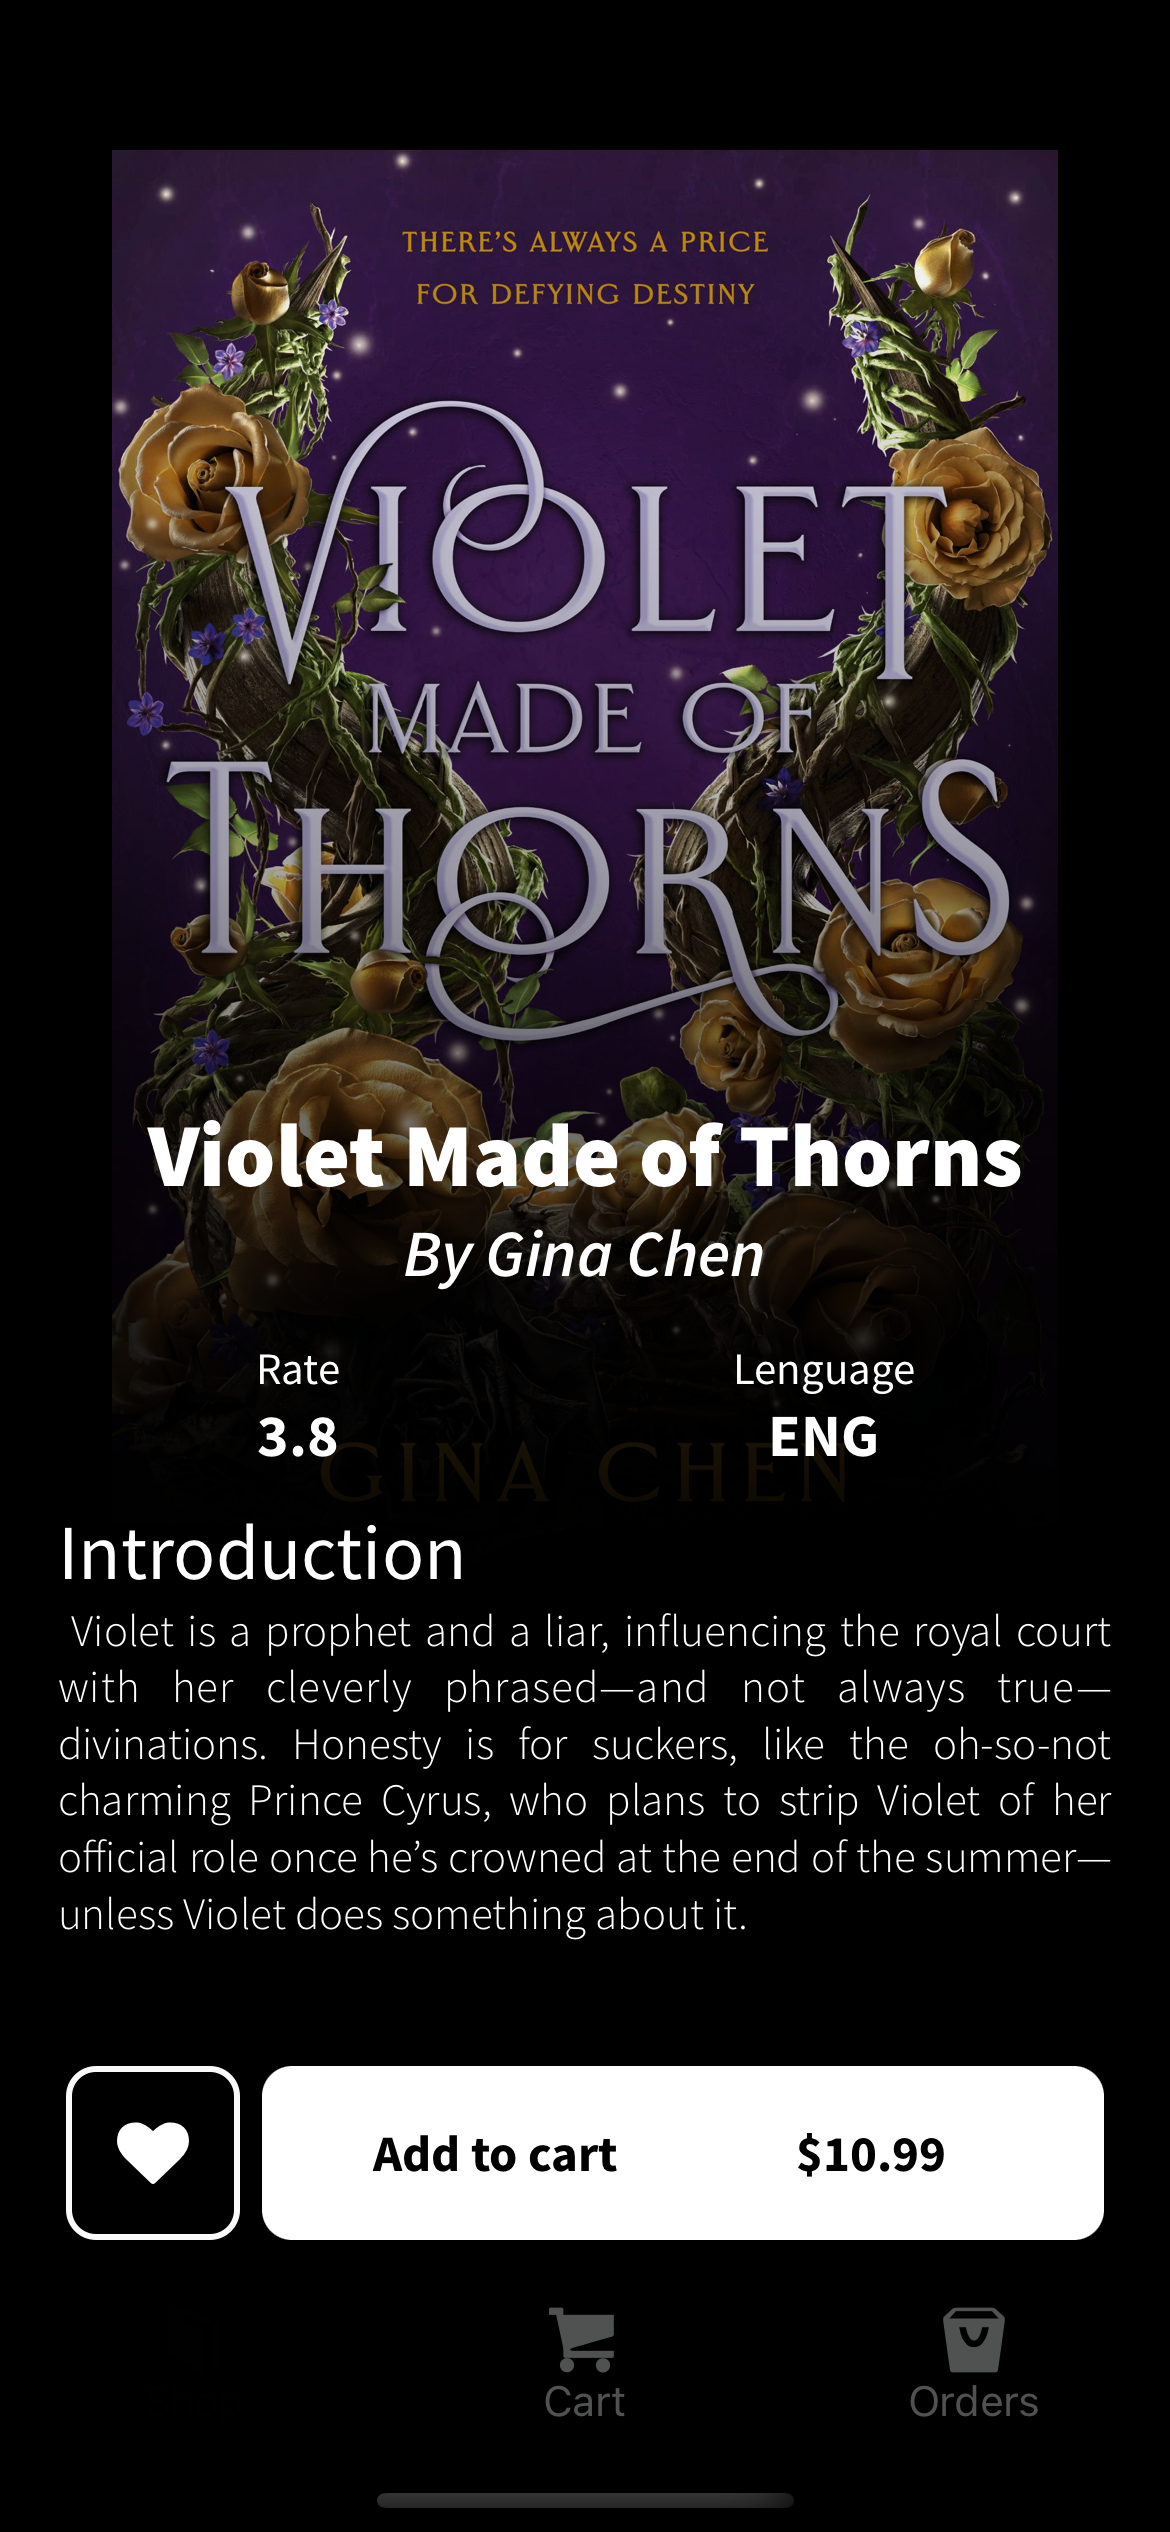 THERE'S ALWAYS A PRICE
FOR DEFYING DESTINY
VIOLET
MADE OF
THORNS
Violet Made of Thorns
By Gina Chen
Rate
Lenguage
3.8
ENG
GINA CHEN
Introduction
Violet is a prophet and a liar, influencing the royal court
with her cleverly phrased—and not always true—
divinations. Honesty is for suckers, like the oh-so-not
charming Prince Cyrus, who plans to strip Violet of her
official role once he’s crowned at the end of the summer—
unless Violet does something about it.
Add to cart
$10.99
Cart
Orders